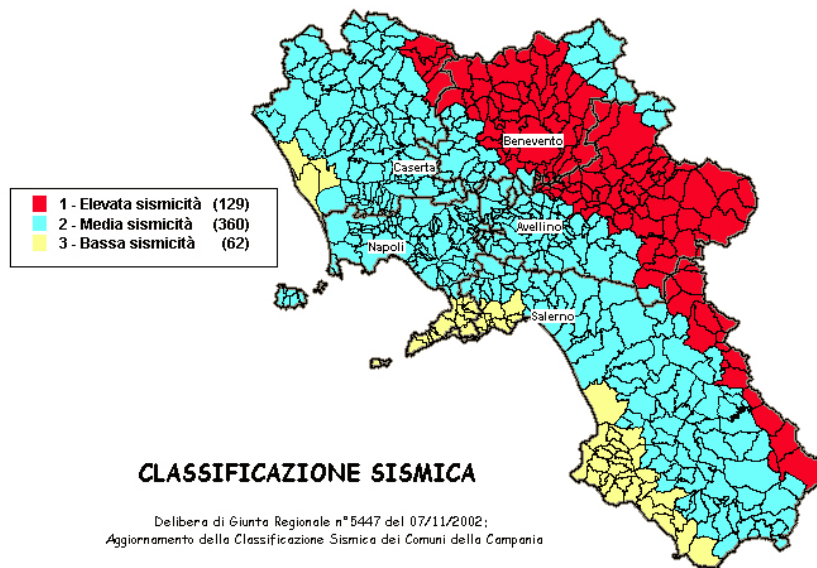 Benevento
Caserta
1 - Elevata sismicità (129)
2 - Media sismicità (360)
3 - Bassa sismicità (62)
Avellino
Napoli
Salerno
CLASSIFICAZIONE SISMICA
Delibera di Giunta Regionale n°5447 del 07/11/2002;
Aggiornamento della Classificazione Sismica dei Comuni della Campania